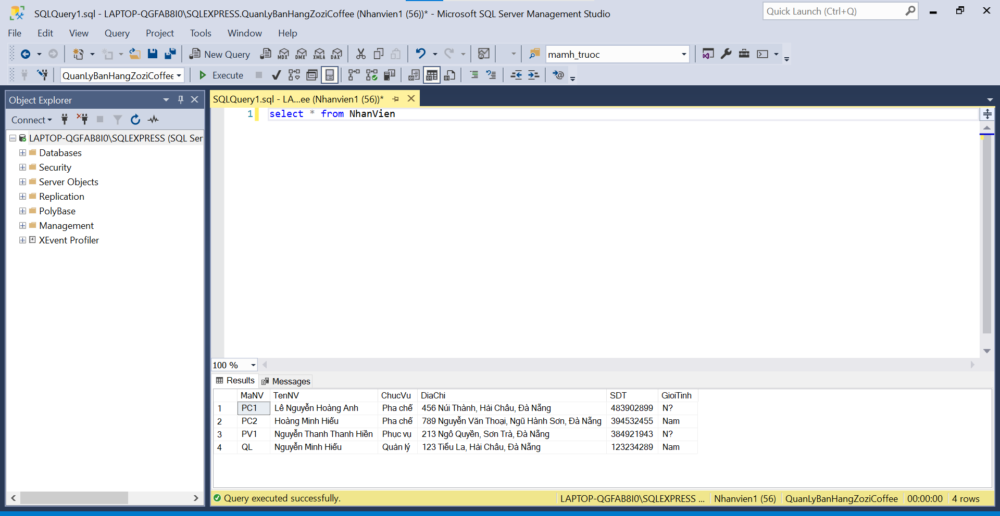 SQLQuery1.sql - LAPTOP-QGFAB8I0\SQLEXPRESS.QuanLyBanHangZoziCoffee (Nhanvien1 (56))* - Microsoft SQL Server Management Studio
Quick Launch (Ctrl+Q)
File Edit View Query Project Tools Window Help
New Query MDX DMX XMLA DAX mamh_truoc
QuanLyBanHangZoziCoffee Execute
Object Explorer
SQLQuery1.sql - LA...ee (Nhanvien1 (56))*
Connect
1 select * from NhanVien
LAPTOP-QGFAB8I0\SQLEXPRESS (SQL Ser
Databases
Security
Server Objects
Replication
PolyBase
Management
XEvent Profiler
100 %
Results Messages
MaNV TenNV ChucVu DiaChi SDT GioiTinh
1 PC1 Lê Nguyễn Hoàng Anh Pha chế 456 Núi Thành, Hải Châu, Đà Nẵng 483902899 N?
2 PC2 Hoàng Minh Hiếu Pha chế 789 Nguyễn Văn Thoại, Ngũ Hành Sơn, Đà Nẵng 394532455 Nam
3 PV1 Nguyễn Thanh Thanh Hiền Phục vụ 213 Ngô Quyền, Sơn Trà, Đà Nẵng 384921943 N?
4 QL Nguyễn Minh Hiếu Quản lý 123 Tiểu La, Hải Châu, Đà Nẵng 123234289 Nam
Query executed successfully. LAPTOP-QGFAB8I0\SQLEXPRESS ... Nhanvien1 (56) QuanLyBanHangZoziCoffee 00:00:00 4 rows